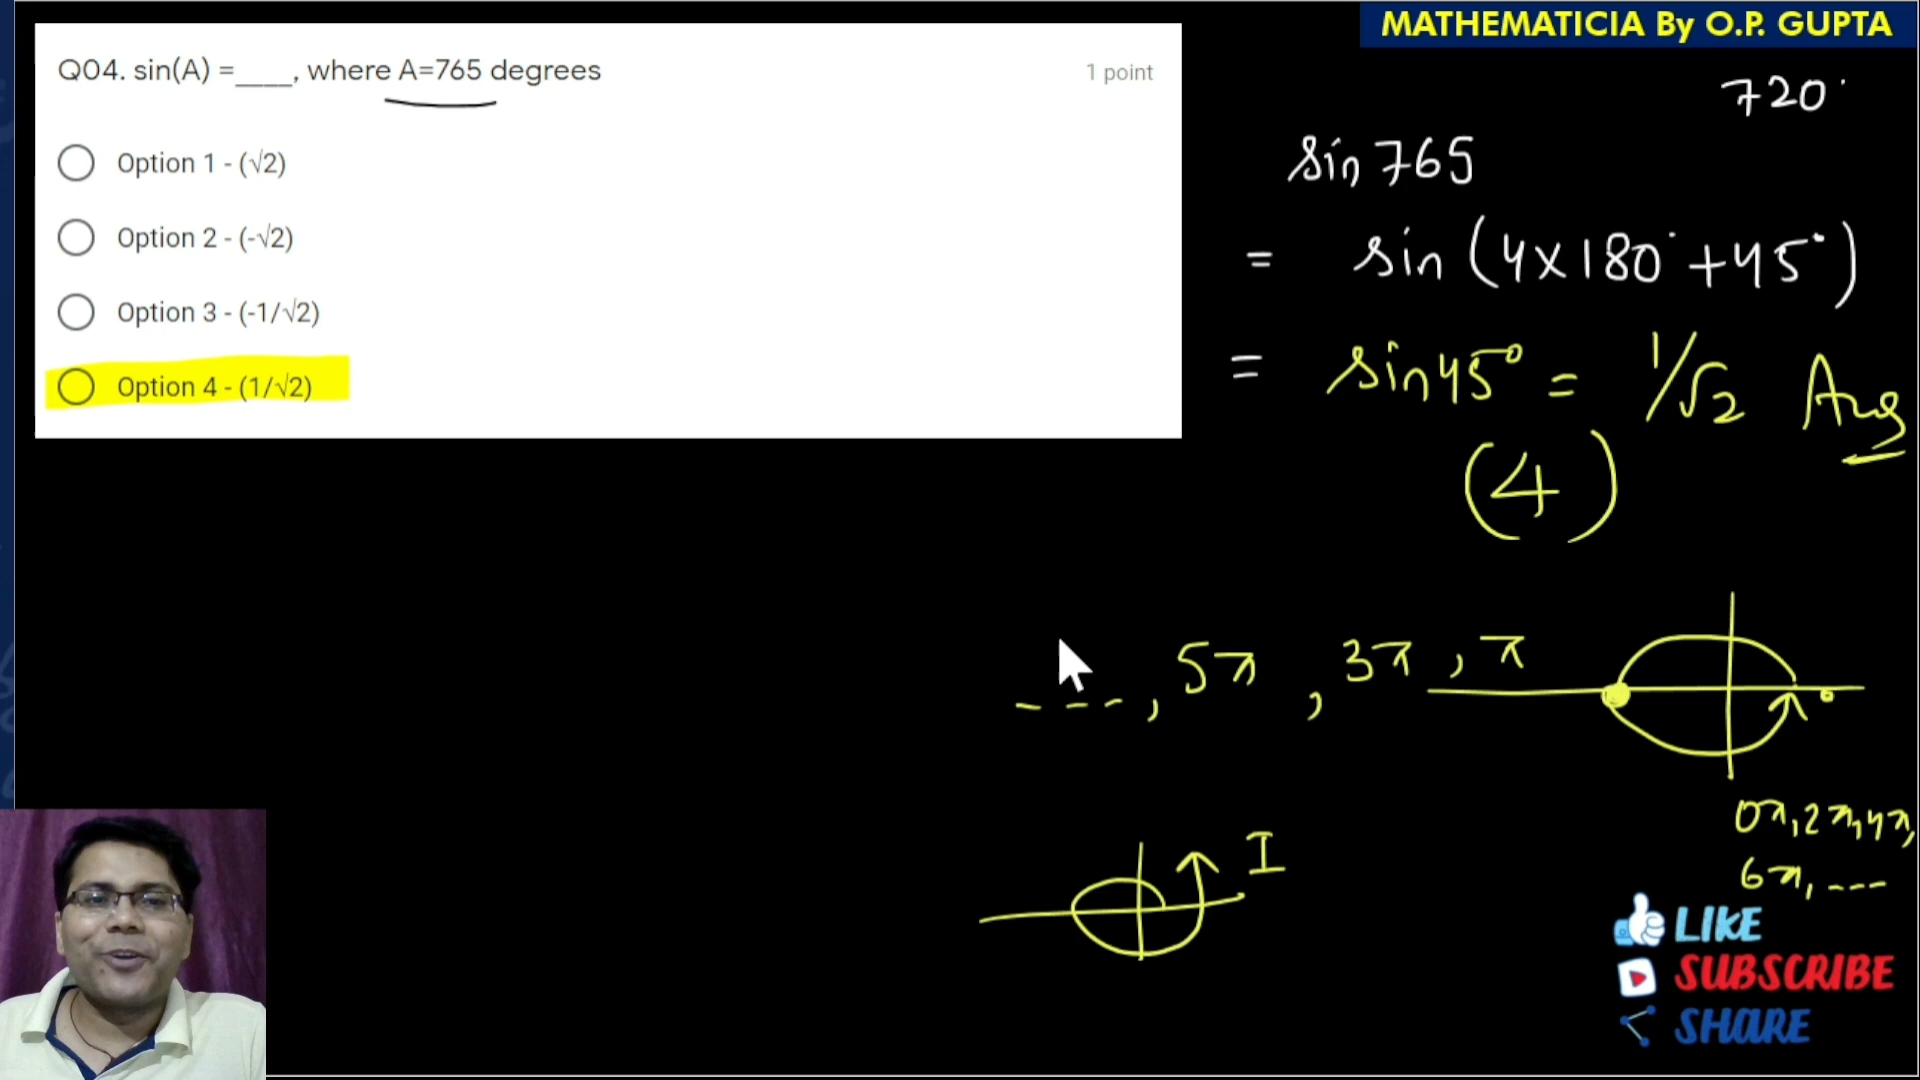 MATHEMATICIA By O.P. GUPTA
Q04. sin(A) =____, where A=765 degrees
1 point
Option 1 - (√2)
Option 2 - (-√2)
Option 3 - (-1/√2)
Option 4 - (1/√2)
720°
sin 765
= sin (4×180° +45°)
= sin45° = 1/√2 Ans
(4)
- - - , 5π , 3π , π
0π, 2π, 4π,
6π, ---
I
LIKE
SUBSCRIBE
SHARE